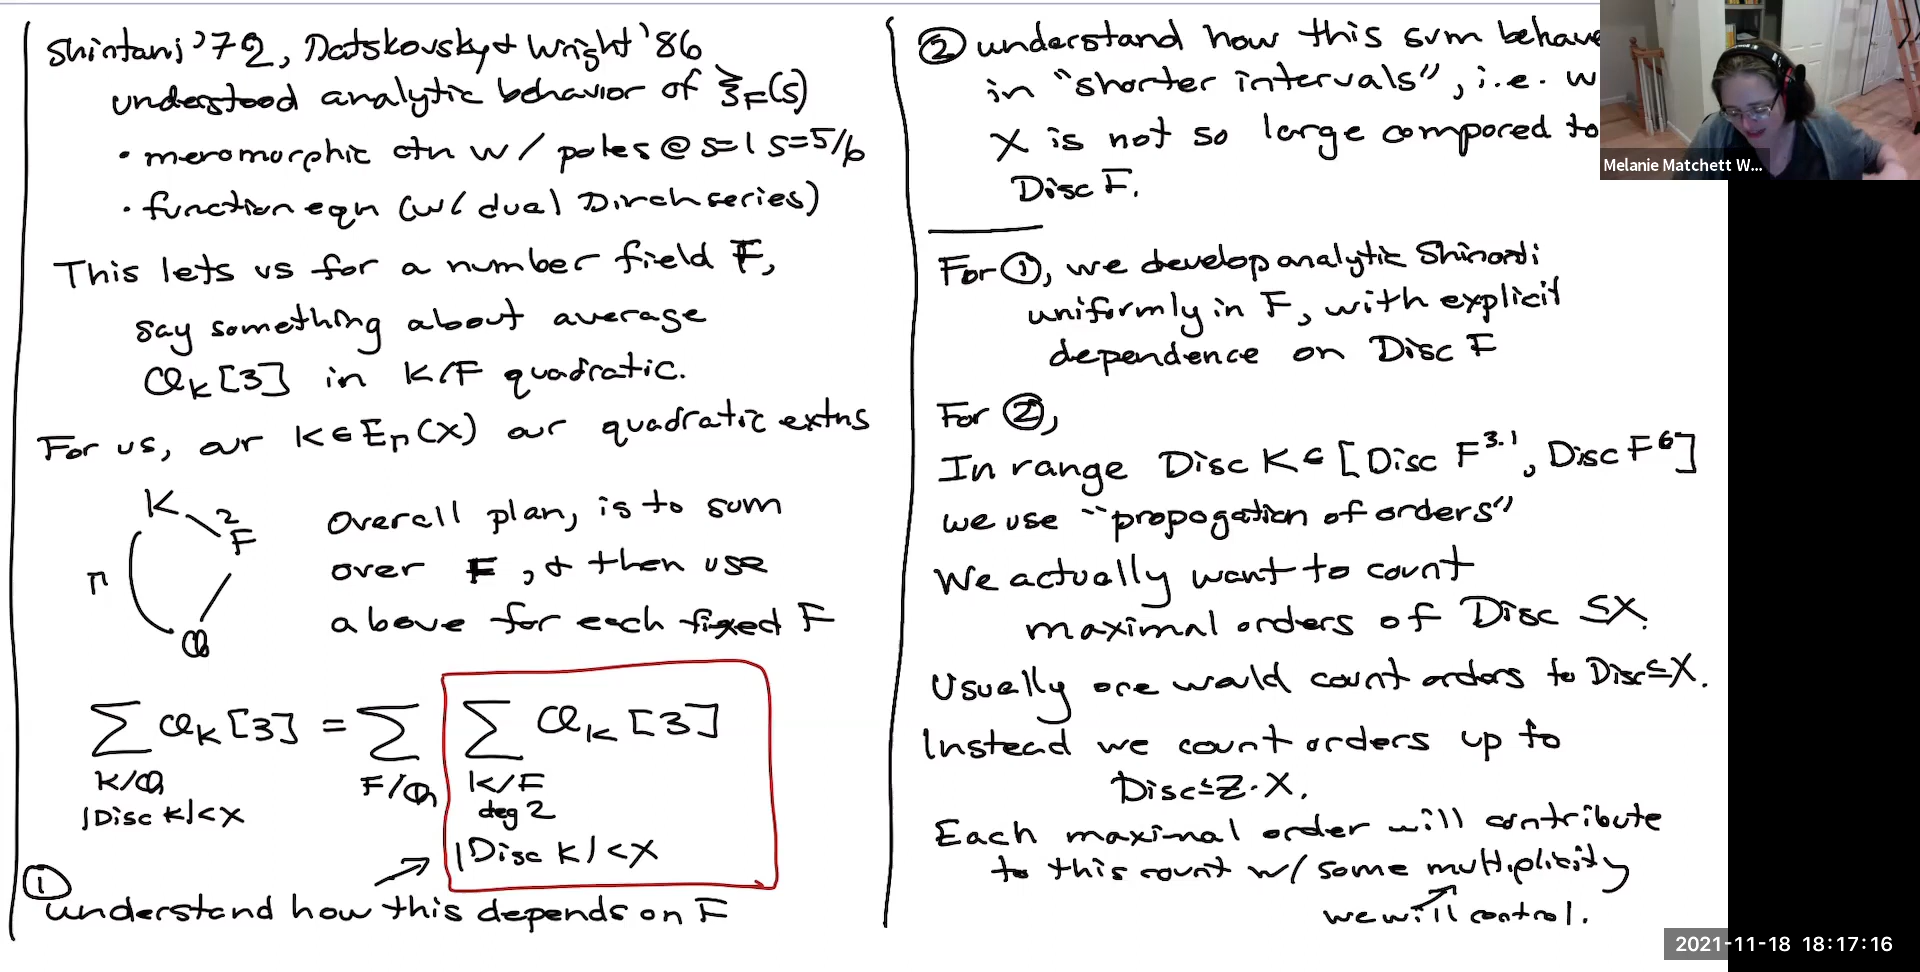 Shintani '72, Datskovsky & Wright '86
understood analytic behavior of ξ_F(s)
• meromorphic ctn w/ poles @ s=1 s=5/6
• function eqn (w/ dual Dirch series)
This lets us for a number field F,
say something about average
Cl_K[3] in K/F quadratic.
For us, our K∈E_Γ(X) our quadratic extns
K
2
F
Γ
Q
Overall plan, is to sum
over F, & then use
above for each fixed F
∑ Cl_K[3] = ∑ ∑ Cl_K[3]
K/Q F/Q K/F
|Disc K|<X deg 2
|Disc K|<X
① understand how this depends on F
② understand how this sum behave
in "shorter intervals", i.e. w
X is not so large compared to
Disc F.
For ①, we develop analytic
uniformly in F, with explicit
dependence on Disc F
For ②,
In range Disc K ∈ [Disc F^3.1, Disc F^6]
we use "propogation of orders"
We actually want to count
maximal orders of Disc ≤X.
Usually one would count orders to Disc≤X.
Instead we count orders up to
Disc≤Z·X.
Each maximal order will contribute
to this count w/ some multiplicity
we will control.
Melanie Matchett W...
2021-11-18 18:17:16